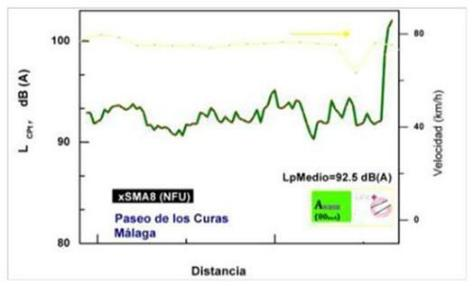 100
90
80
L CPtr dB (A)
80
40
0
Velocidad (km/h)
LpMedio=92.5 dB(A)
xSMA8 (NFU)
Paseo de los Curas
Málaga
Distancia